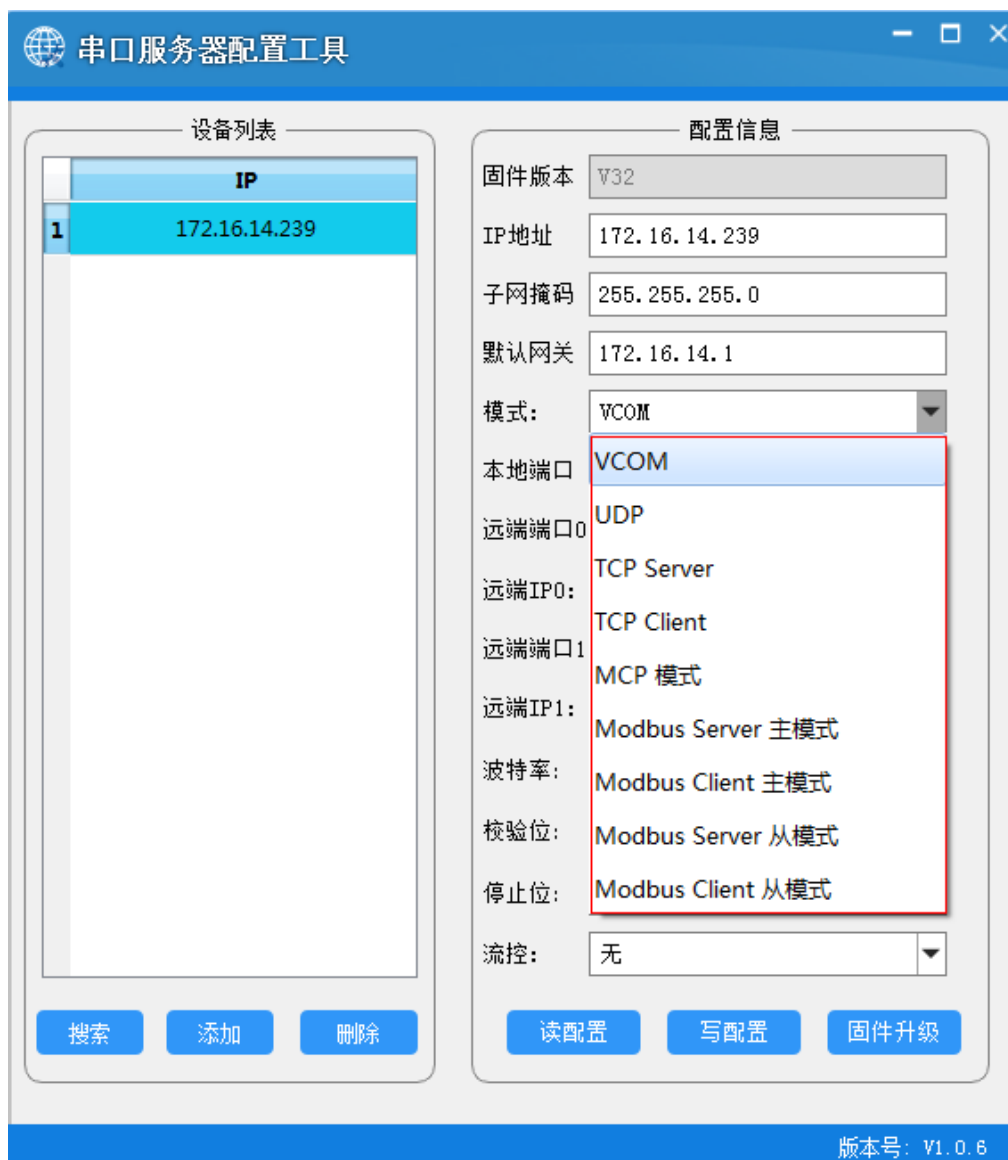 串口服务器配置工具
设备列表
IP
1 172.16.14.239
搜索 添加 删除
配置信息
固件版本 V32
IP地址 172.16.14.239
子网掩码 255.255.255.0
默认网关 172.16.14.1
模式: VCOM
本地端口
远端端口0
远端IP0:
远端端口1
远端IP1:
波特率:
校验位:
停止位:
VCOM
UDP
TCP Server
TCP Client
MCP 模式
Modbus Server 主模式
Modbus Client 主模式
Modbus Server 从模式
Modbus Client 从模式
流控: 无
读配置 写配置 固件升级
版本号: V1.0.6